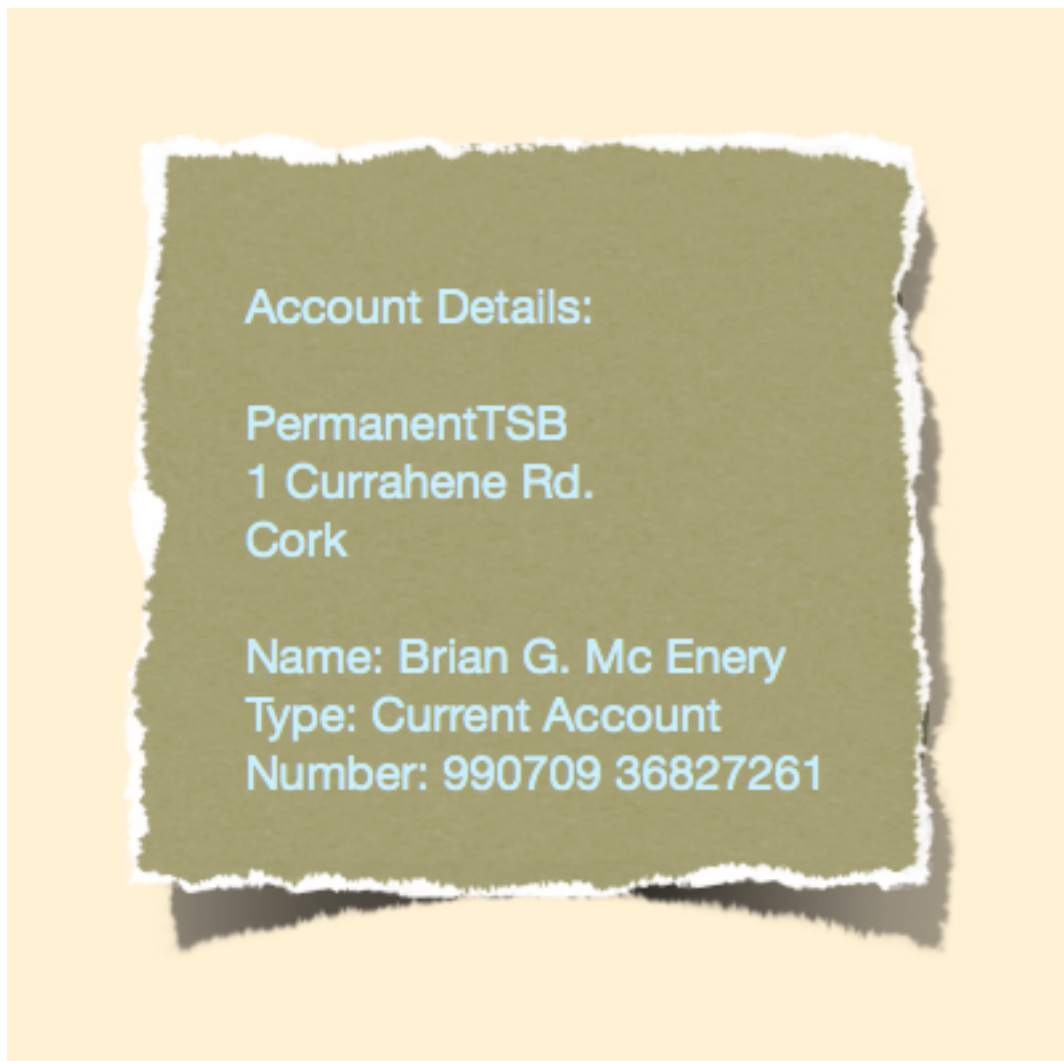 Account Details:
PermanentTSB
1 Currahene Rd.
Cork
Name: Brian G. Mc Enery
Type: Current Account
Number: 990709 36827261